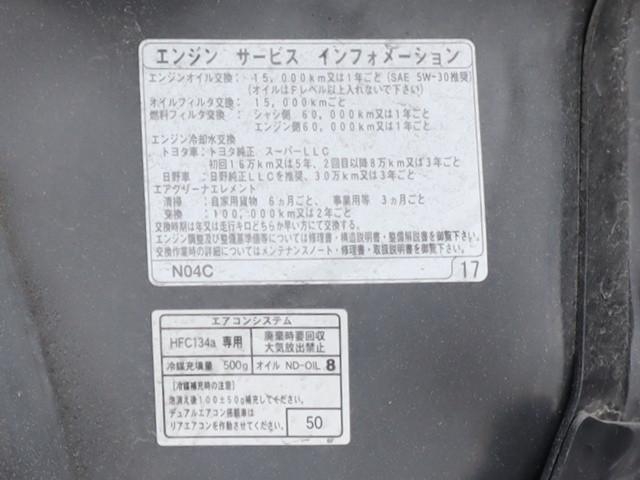 エンジン サービス インフォメーション
エンジンオイル交換：15,000km又は1年ごと(SAE 5W-30推奨)
(オイルはFレベル以上入れないで下さい)
オイルフィルタ交換：15,000kmごと
燃料フィルタ交換：シャシ側 60,000km又は1年ごと
エンジン側60,000km又は1年ごと
エンジン冷却水交換
トヨタ車：トヨタ純正 スーパーLLC
初回16万km又は5年、2回目以降8万km又は3年ごと
日野車：日野純正LLCを推奨、30万km又は3年ごと
エアクリーナエレメント
清掃：自家用貨物 6ヵ月ごと、事業用等 3ヵ月ごと
交換：100,000km又は2年ごと
交換時期は年又は走行キロどちらか早い方にて交換する。
エンジン調整及び整備基準値等については修理書・構造説明書・整備解説書を御覧下さい。
交換作業の詳細についてはメンテナンスノート・修理書・取扱説明書を御覧下さい。
N04C 17
エアコンシステム
HFC134a 専用 廃棄時要回収
大気放出禁止
冷媒充填量 500g オイル ND-OIL 8
[冷媒補充時の注意]
泡消え後100±50g補充してください。
デュアルエアコン搭載車は
リアエアコンを作動させてください。 50